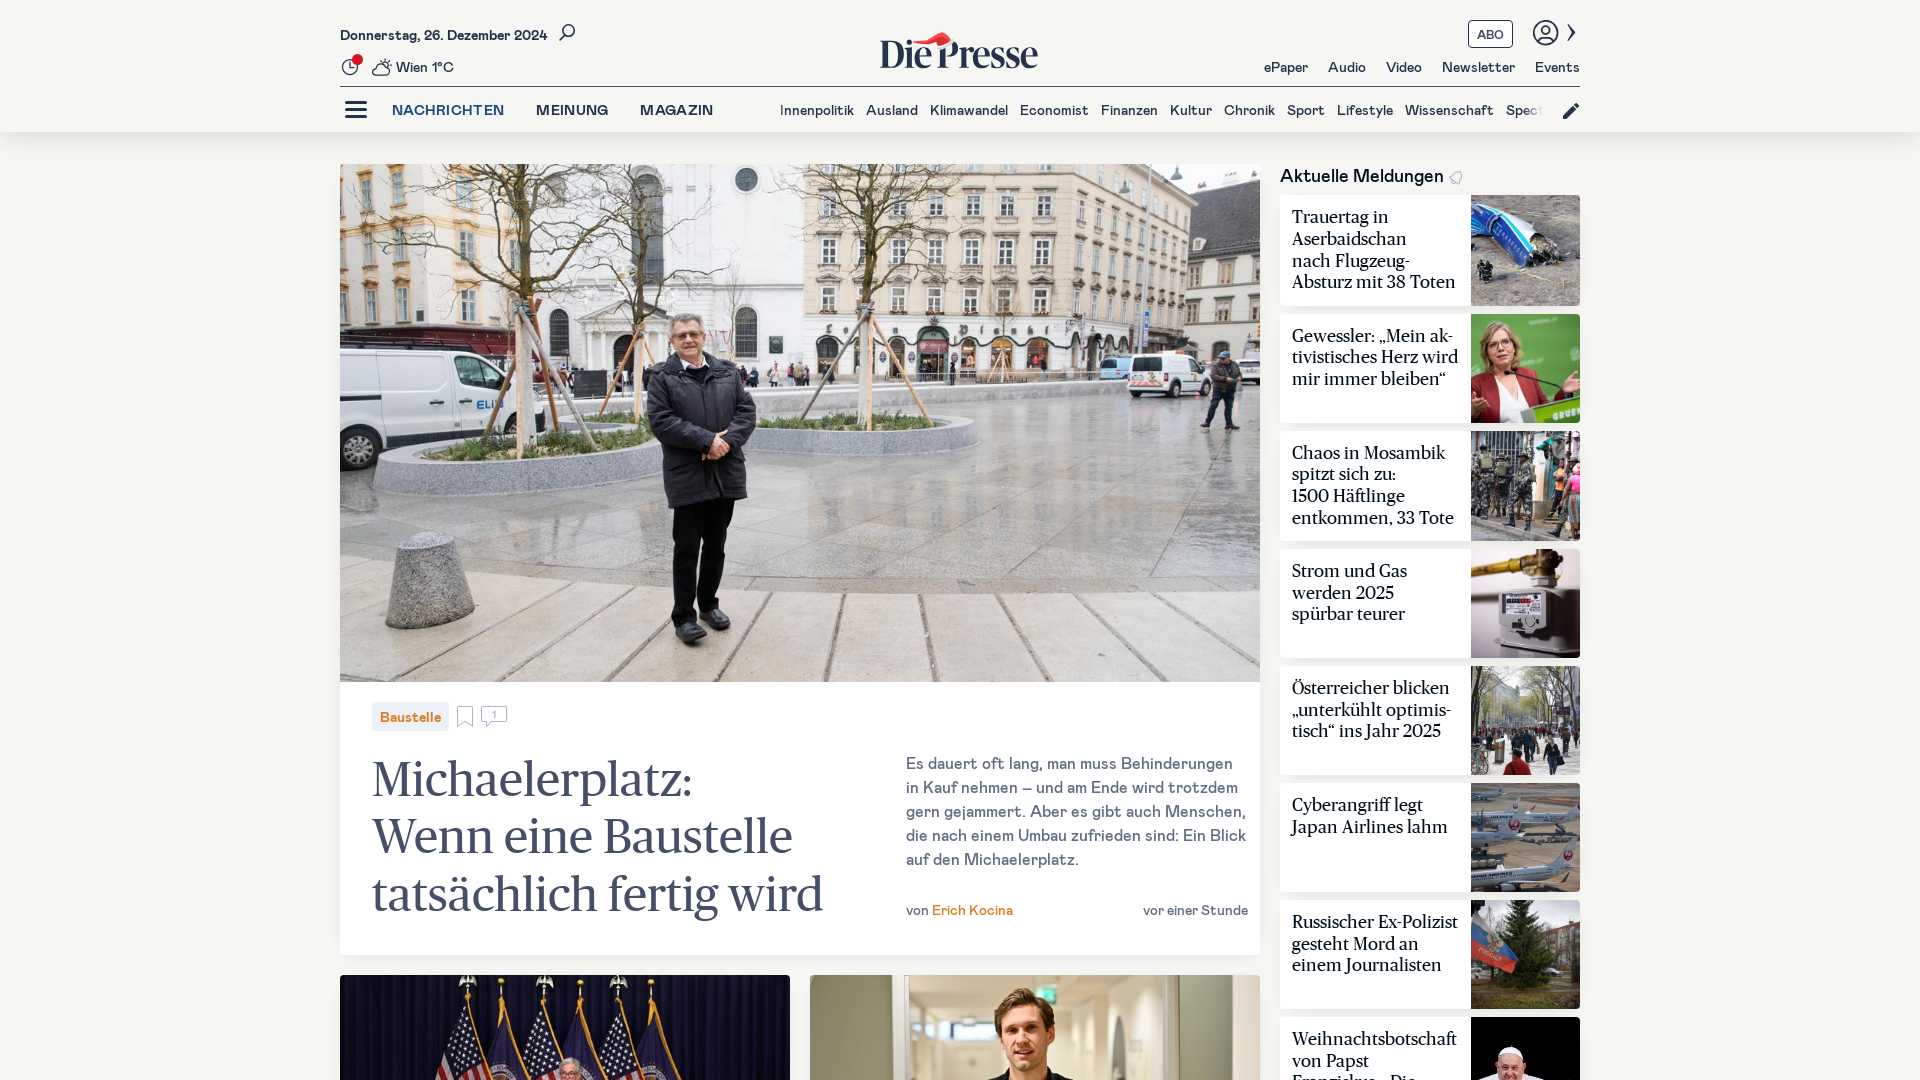 Donnerstag, 26. Dezember 2024
Wien 1°C
Die Presse
ABO
ePaper Audio Video Newsletter Events
NACHRICHTEN MEINUNG MAGAZIN
Innenpolitik Ausland Klimawandel Economist Finanzen Kultur Chronik Sport Lifestyle Wissenschaft Spect
Baustelle
1
Michaelerplatz:
Wenn eine Baustelle
tatsächlich fertig wird
Es dauert oft lang, man muss Behinderungen
in Kauf nehmen – und am Ende wird trotzdem
gern gejammert. Aber es gibt auch Menschen,
die nach einem Umbau zufrieden sind: Ein Blick
auf den Michaelerplatz.
von Erich Kocina
vor einer Stunde
Aktuelle Meldungen
Trauertag in
Aserbaidschan
nach Flugzeug-
Absturz mit 38 Toten
Gewessler: „Mein ak-
tivistisches Herz wird
mir immer bleiben“
Chaos in Mosambik
spitzt sich zu:
1500 Häftlinge
entkommen, 33 Tote
Strom und Gas
werden 2025
spürbar teurer
Österreicher blicken
„unterkühlt optimis-
tisch“ ins Jahr 2025
Cyberangriff legt
Japan Airlines lahm
Russischer Ex-Polizist
gesteht Mord an
einem Journalisten
Weihnachtsbotschaft
von Papst
Franziskus: „Die